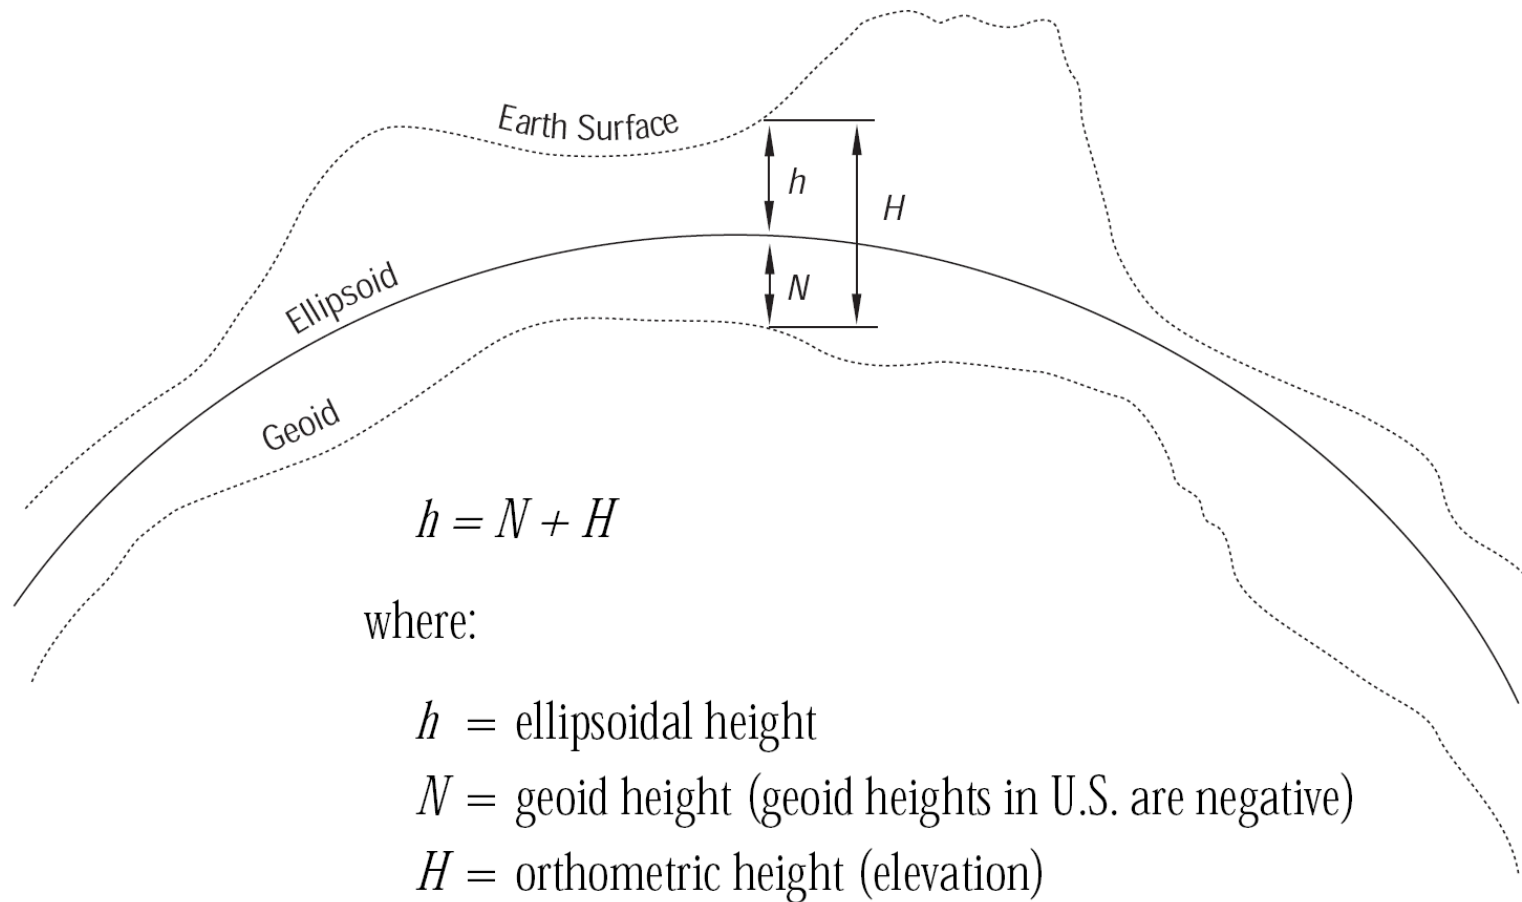 Earth Surface
h
H
Ellipsoid
N
Geoid
h = N + H
where:
h = ellipsoidal height
N = geoid height (geoid heights in U.S. are negative)
H = orthometric height (elevation)